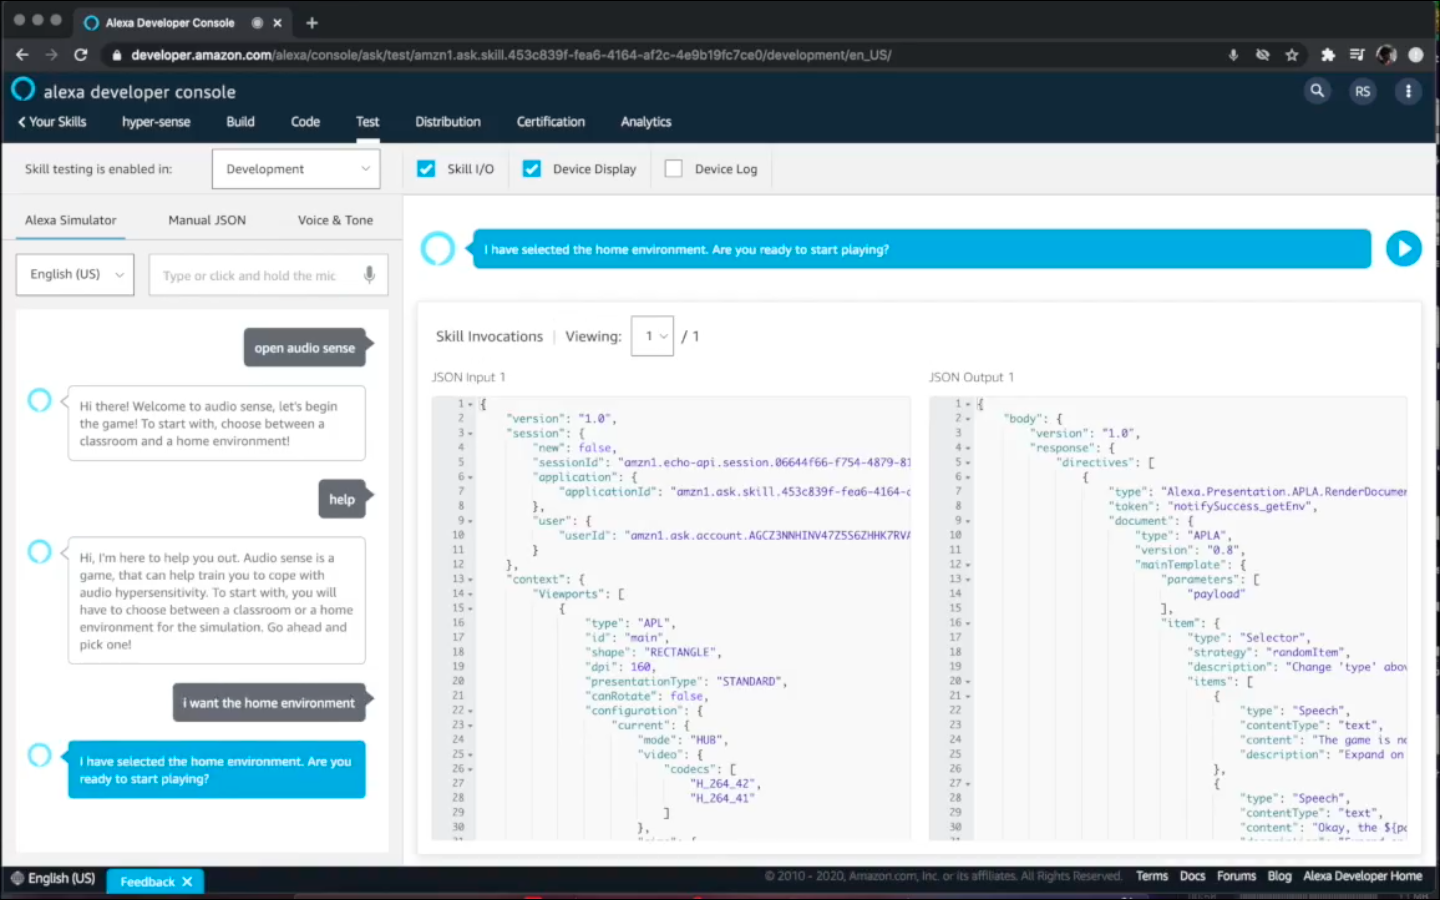 Alexa Developer Console
developer.amazon.com/alexa/console/ask/test/amzn1.ask.skill.453c839f-fea6-4164-af2c-4e9b19fc7ce0/development/en_US/
alexa developer console
RS
Your Skills
hyper-sense
Build
Code
Test
Distribution
Certification
Analytics
Skill testing is enabled in:
Development
Skill I/O
Device Display
Device Log
Alexa Simulator
Manual JSON
Voice & Tone
English (US)
Type or click and hold the mic
open audio sense
Hi there! Welcome to audio sense, let's begin
the game! To start with, choose between a
classroom and a home environment!
help
Hi, I'm here to help you out. Audio sense is a
game, that can help train you to cope with
audio hypersensitivity. To start with, you will
have to choose between a classroom or a home
environment for the simulation. Go ahead and
pick one!
i want the home environment
I have selected the home environment. Are you
ready to start playing?
I have selected the home environment. Are you ready to start playing?
Skill Invocations | Viewing: 1 / 1
JSON Input 1
1 {
2 "version": "1.0",
3 "session": {
4 "new": false,
5 "sessionId": "amzn1.echo-api.session.06644f66-f754-4879-81
6 "application": {
7 "applicationId": "amzn1.ask.skill.453c839f-fea6-4164-a
8 },
9 "user": {
10 "userId": "amzn1.ask.account.AGCZ3NNHINV47Z5S6ZHHK7RVA
11 }
12 },
13 "context": {
14 "Viewports": [
15 {
16 "type": "APL",
17 "id": "main",
18 "shape": "RECTANGLE",
19 "dpi": 160,
20 "presentationType": "STANDARD",
21 "canRotate": false,
22 "configuration": {
23 "current": {
24 "mode": "HUB",
25 "video": {
26 "codecs": [
27 "H_264_42",
28 "H_264_41"
29 ]
30 },
JSON Output 1
1 {
2 "body": {
3 "version": "1.0",
4 "response": {
5 "directives": [
6 {
7 "type": "Alexa.Presentation.APLA.RenderDocumen
8 "token": "notifySuccess_getEnv",
9 "document": {
10 "type": "APLA",
11 "version": "0.8",
12 "mainTemplate": {
13 "parameters": [
14 "payload"
15 ],
16 "item": {
17 "type": "Selector",
18 "strategy": "randomItem",
19 "description": "Change 'type' abov
20 "items": [
21 {
22 "type": "Speech",
23 "contentType": "text",
24 "content": "The game is no
25 "description": "Expand on
26 },
27 {
28 "type": "Speech",
29 "contentType": "text",
30 "content": "Okay, the ${pa
English (US)
Feedback
© 2010 - 2020, Amazon.com, Inc. or its affiliates. All Rights Reserved.
Terms
Docs
Forums
Blog
Alexa Developer Home